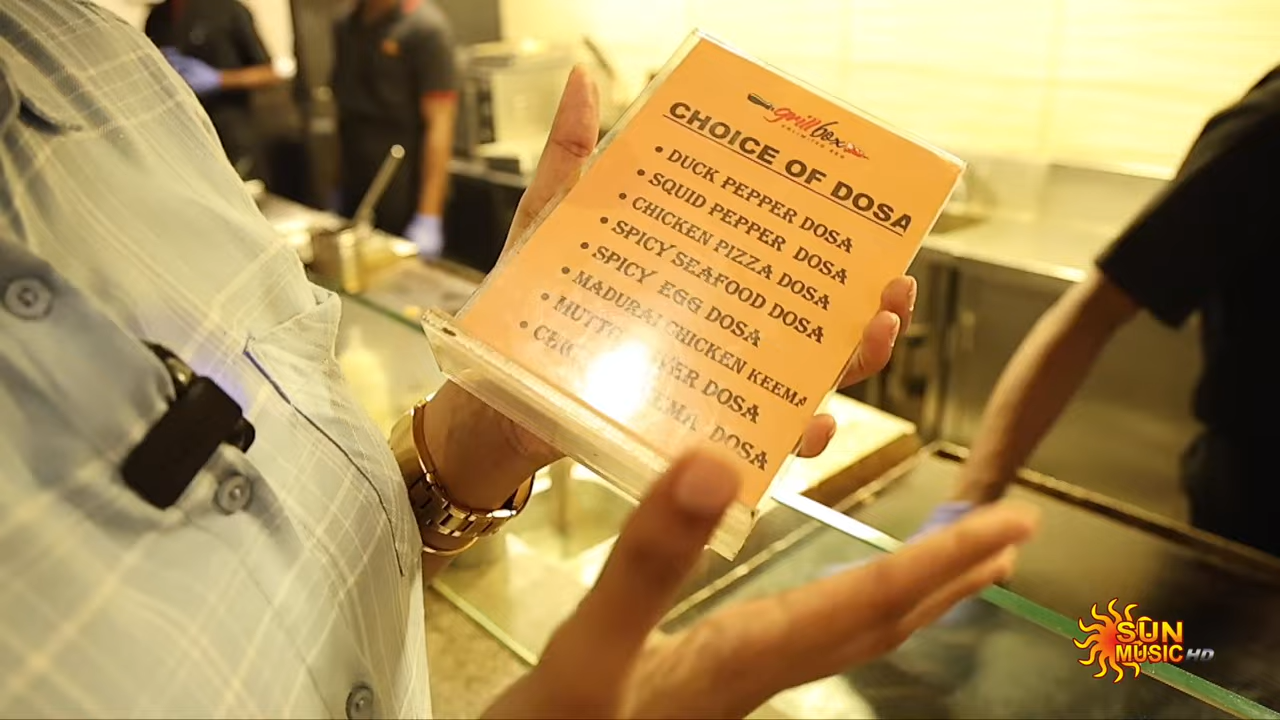 grillbox
CHOICE OF DOSA
• DUCK PEPPER DOSA
• SQUID PEPPER DOSA
• CHICKEN PIZZA DOSA
• SPICY SEAFOOD DOSA
• SPICY EGG DOSA
• MADURAI CHICKEN KEEMA
• DOSA
• DOSA
SUN
MUSIC HD